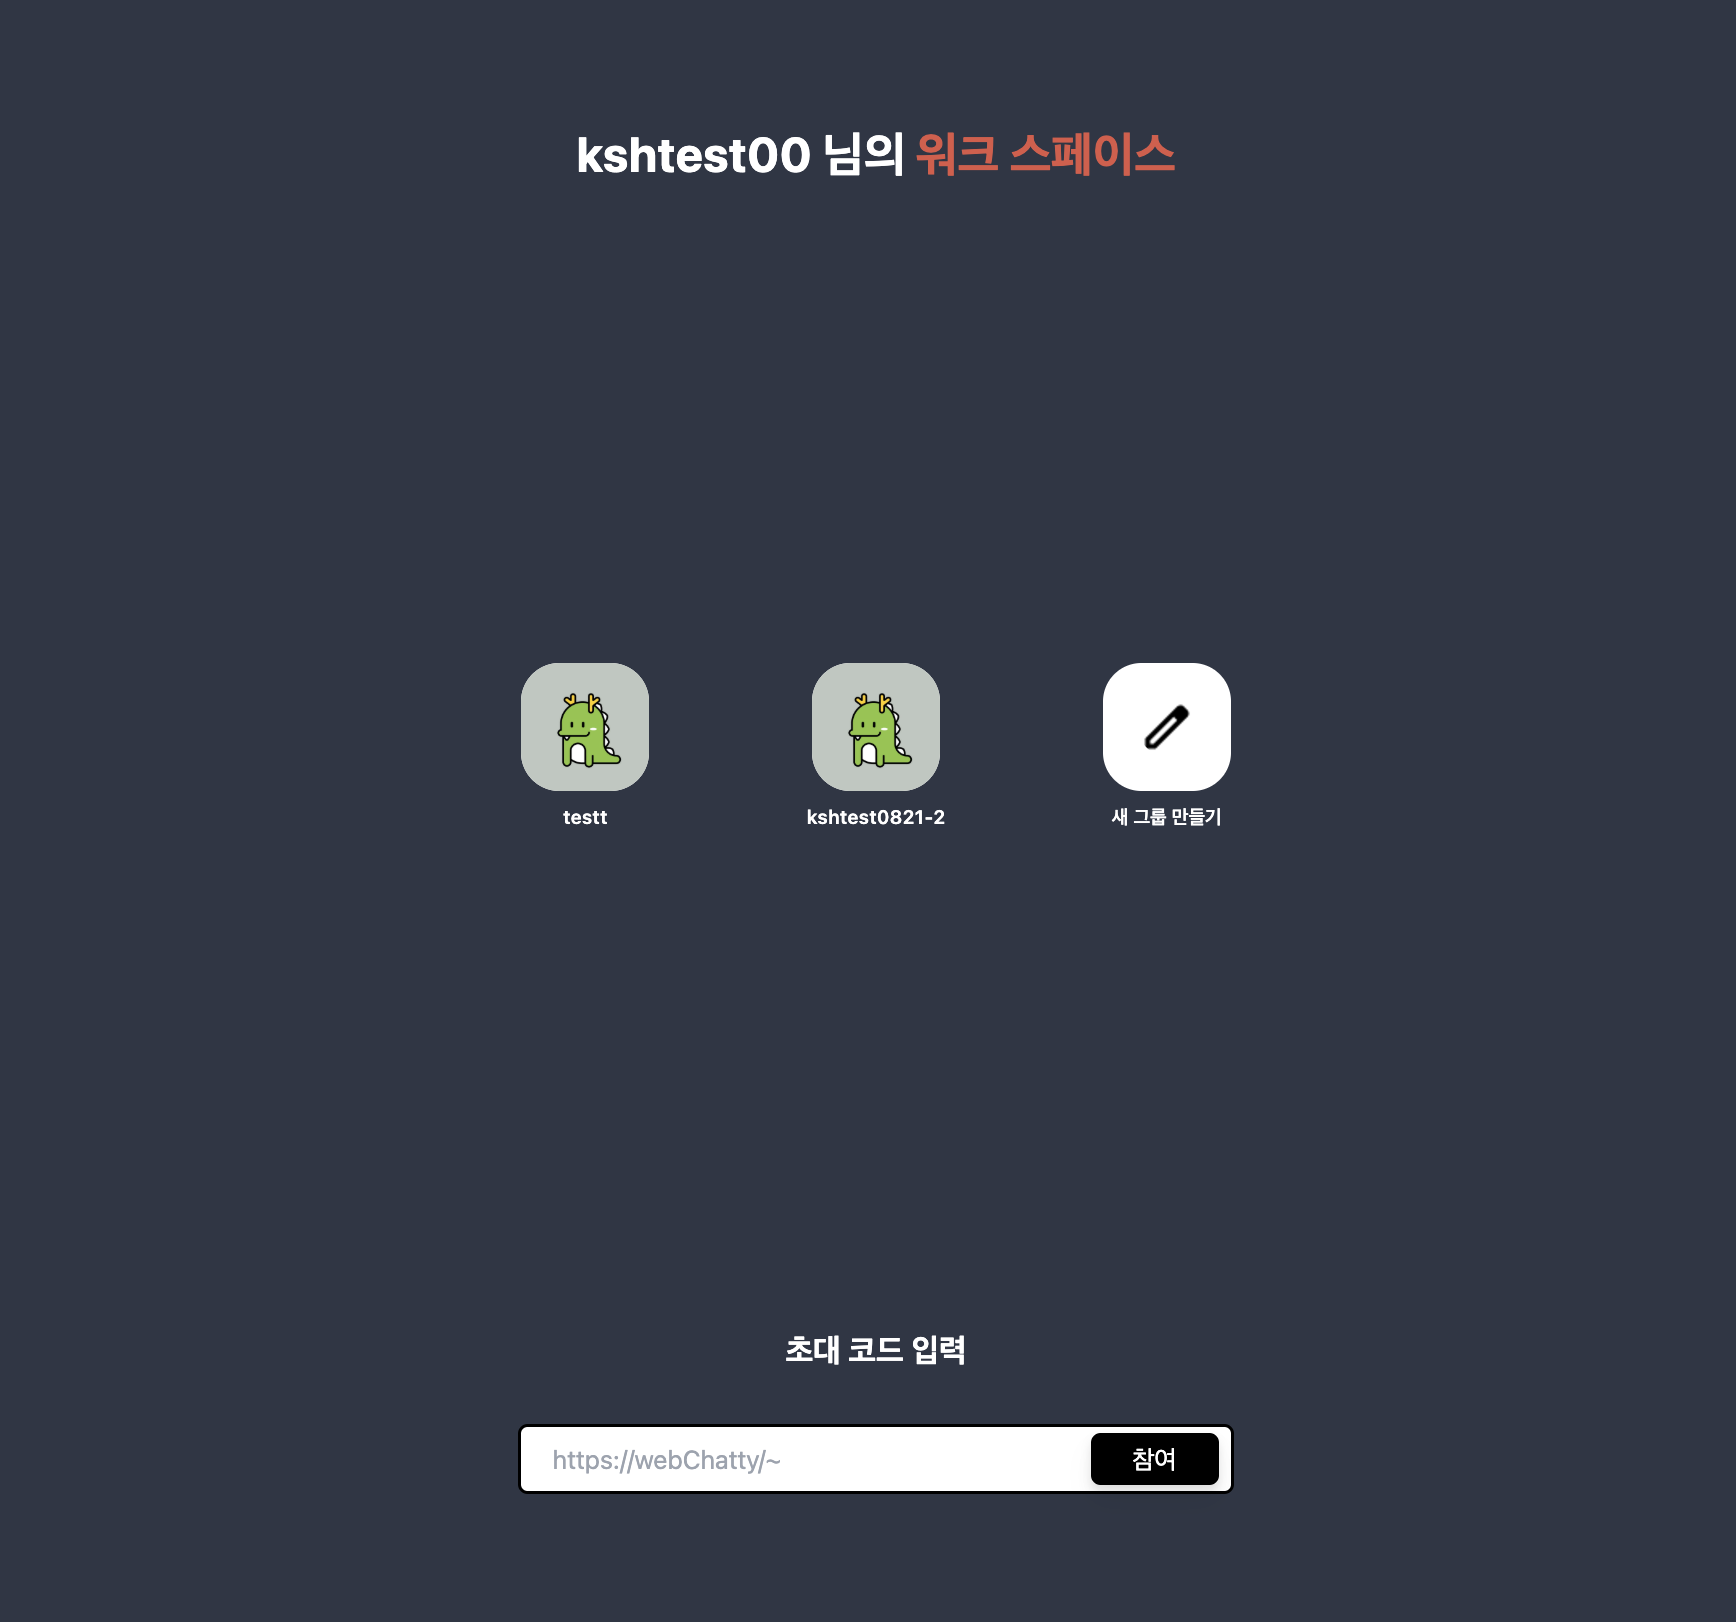 kshtest00 님의 워크 스페이스
testt
kshtest0821-2
새 그룹 만들기
초대 코드 입력
https://webChatty/~
참여